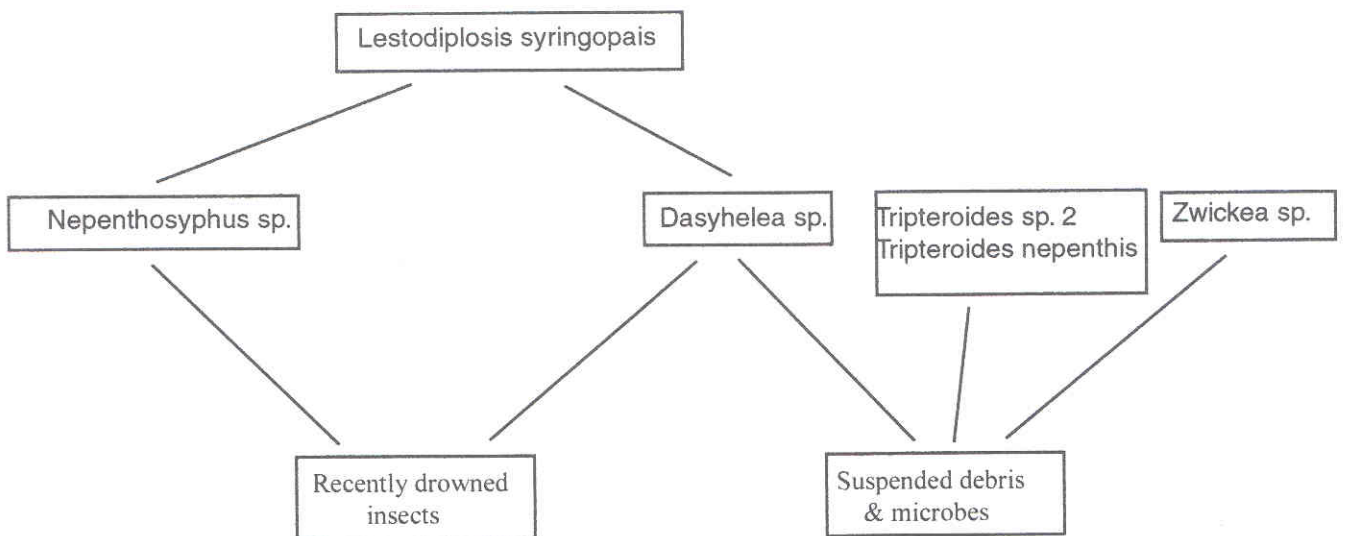 Lestodiplosis syringopais
Nepenthosyphus sp.
Dasyhelea sp.
Tripteroides sp. 2
Tripteroides nepenthis
Zwickea sp.
Recently drowned
insects
Suspended debris
& microbes